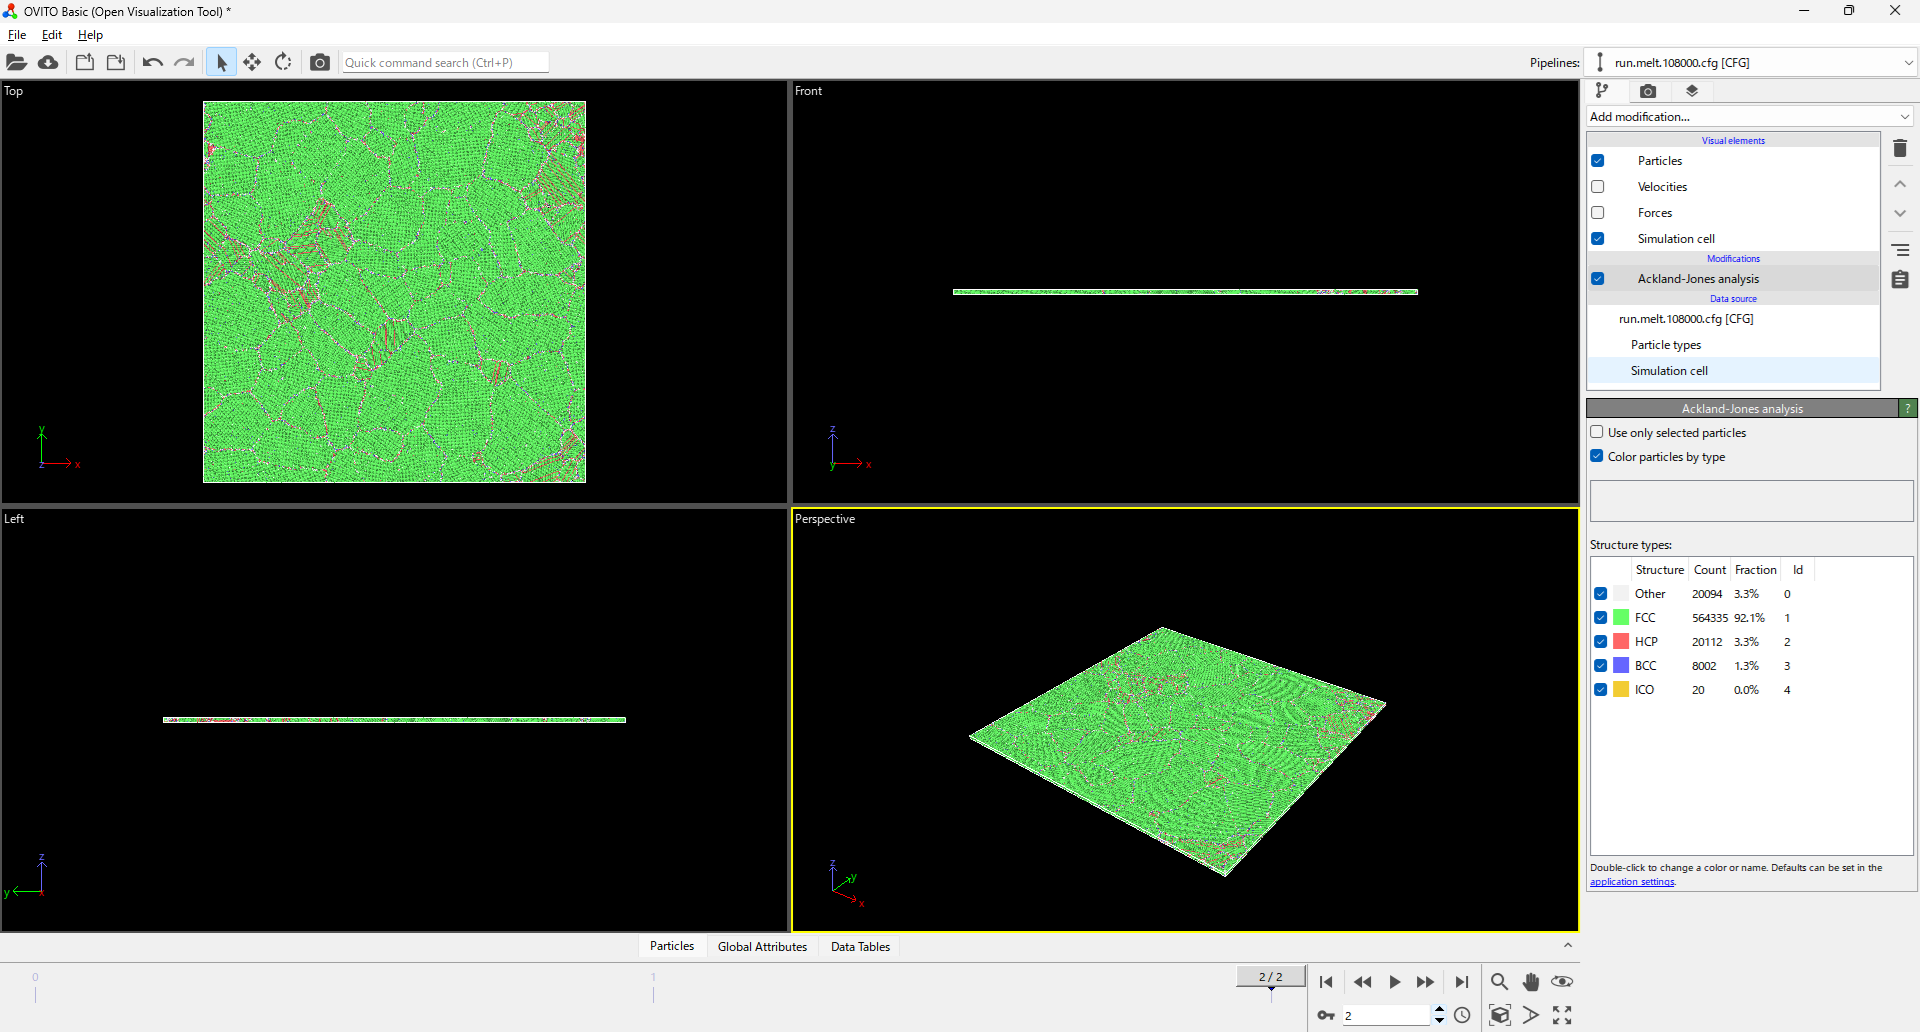 OVITO Basic (Open Visualization Tool) *
File Edit Help
Quick command search (Ctrl+P)
Pipelines: run.melt.108000.cfg [CFG]
Top
y
z x
Front
z
y x
Left
z
y x
Perspective
z
y
x
Add modification...
Visual elements
Particles
Velocities
Forces
Simulation cell
Modifications
Ackland-Jones analysis
Data source
run.melt.108000.cfg [CFG]
Particle types
Simulation cell
Ackland-Jones analysis ?
Use only selected particles
Color particles by type
Structure types:
Structure Count Fraction Id
Other 20094 3.3% 0
FCC 564335 92.1% 1
HCP 20112 3.3% 2
BCC 8002 1.3% 3
ICO 20 0.0% 4
Double-click to change a color or name. Defaults can be set in the
application settings.
Particles Global Attributes Data Tables
0 1 2 / 2
2